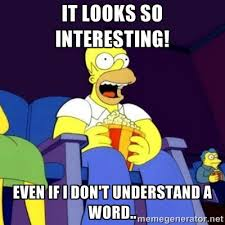 IT LOOKS SO
INTERESTING!
EVEN IF I DON'T UNDERSTAND A
WORD..
memegenerator.net